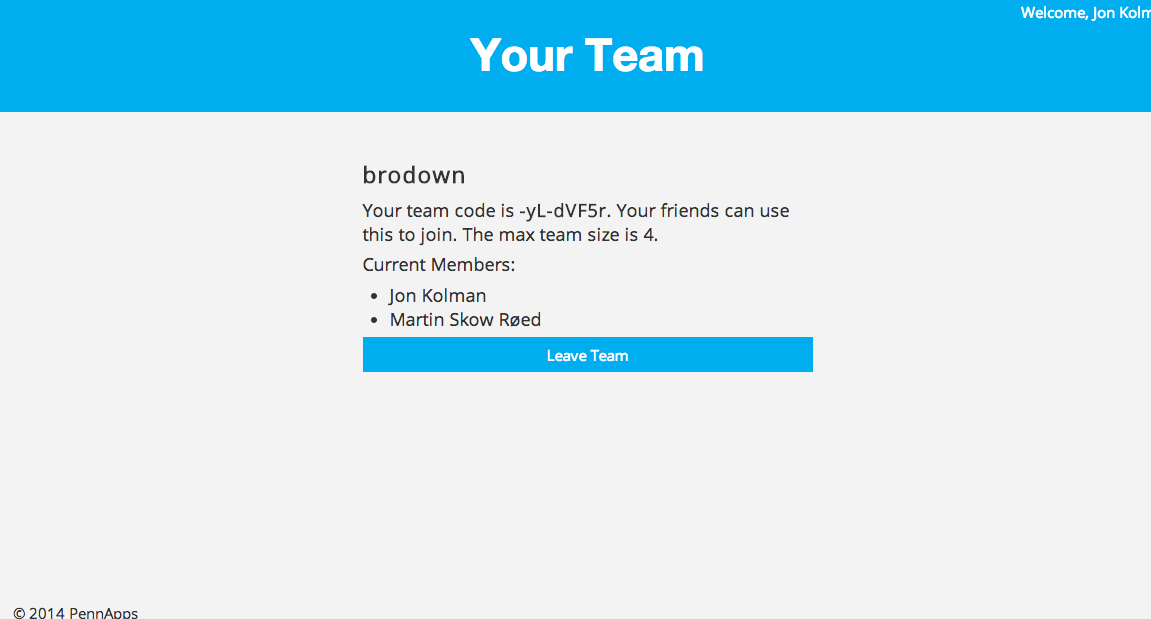 Welcome, Jon Kolm
Your Team
brodown
Your team code is -yL-dVF5r. Your friends can use
this to join. The max team size is 4.
Current Members:
• Jon Kolman
• Martin Skow Røed
Leave Team
© 2014 PennApps